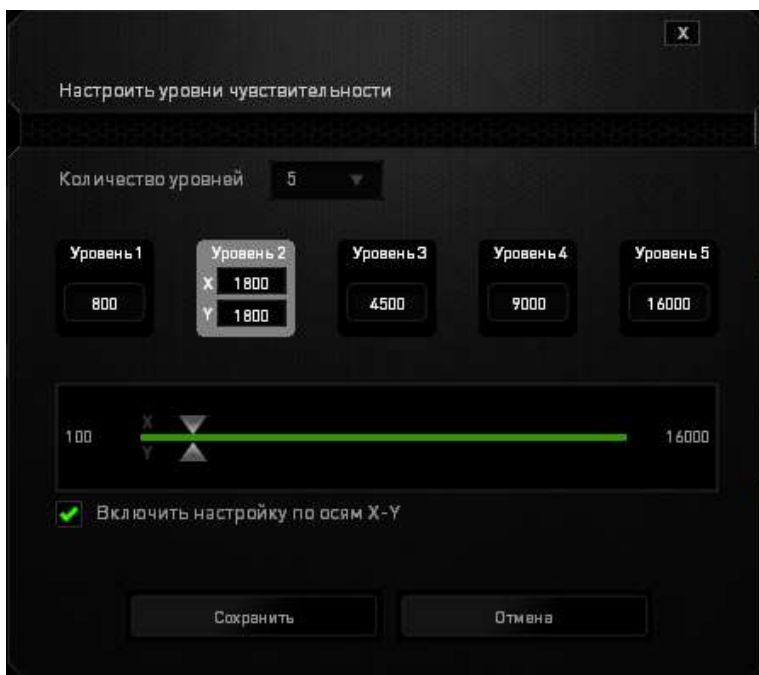 X
Настроить уровни чувствительности
Количество уровней 5
Уровень 1 Уровень 2 Уровень 3 Уровень 4 Уровень 5
X 1800
800 4500 9000 16000
Y 1800
X
100 16000
Y
Включить настройку по осям X-Y
Сохранить Отмена